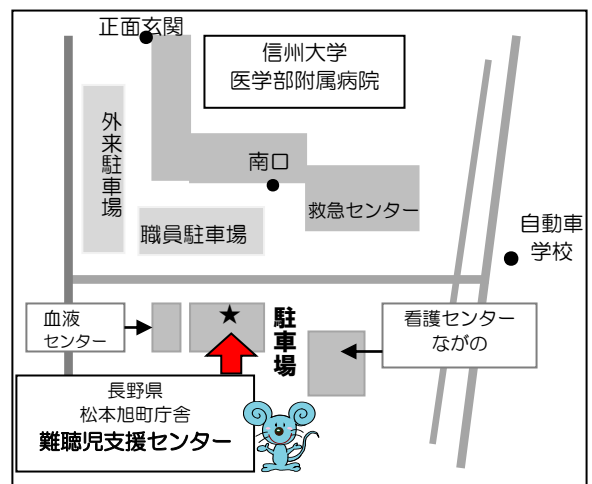 正面玄関
信州大学
医学部附属病院
外来駐車場
南口
救急センター
職員駐車場
自動車
学校
血液
センター
★
駐車場
看護センター
ながの
長野県
松本旭町庁舎
難聴児支援センター